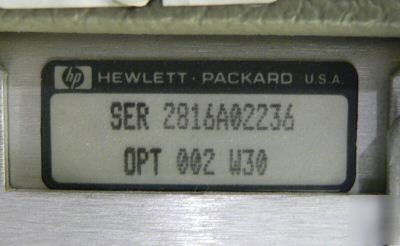 hp HEWLETT·PACKARD U.S.A.
SER 2816A02236
OPT 002 W30